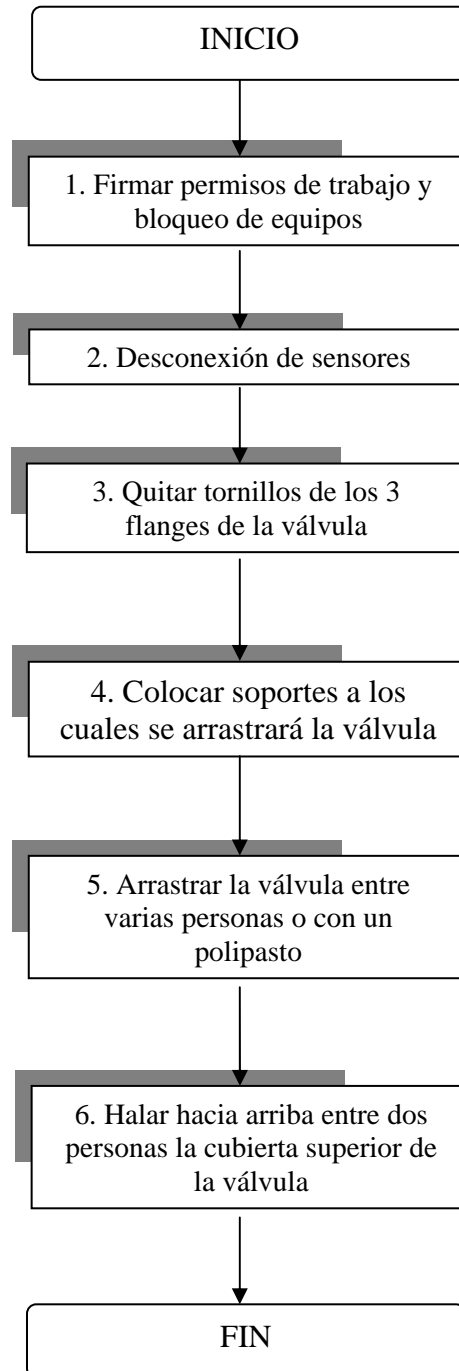 INICIO
1. Firmar permisos de trabajo y
bloqueo de equipos
2. Desconexión de sensores
3. Quitar tornillos de los 3
flanges de la válvula
4. Colocar soportes a los
cuales se arrastrará la válvula
5. Arrastrar la válvula entre
varias personas o con un
polipasto
6. Halar hacia arriba entre dos
personas la cubierta superior de
la válvula
FIN